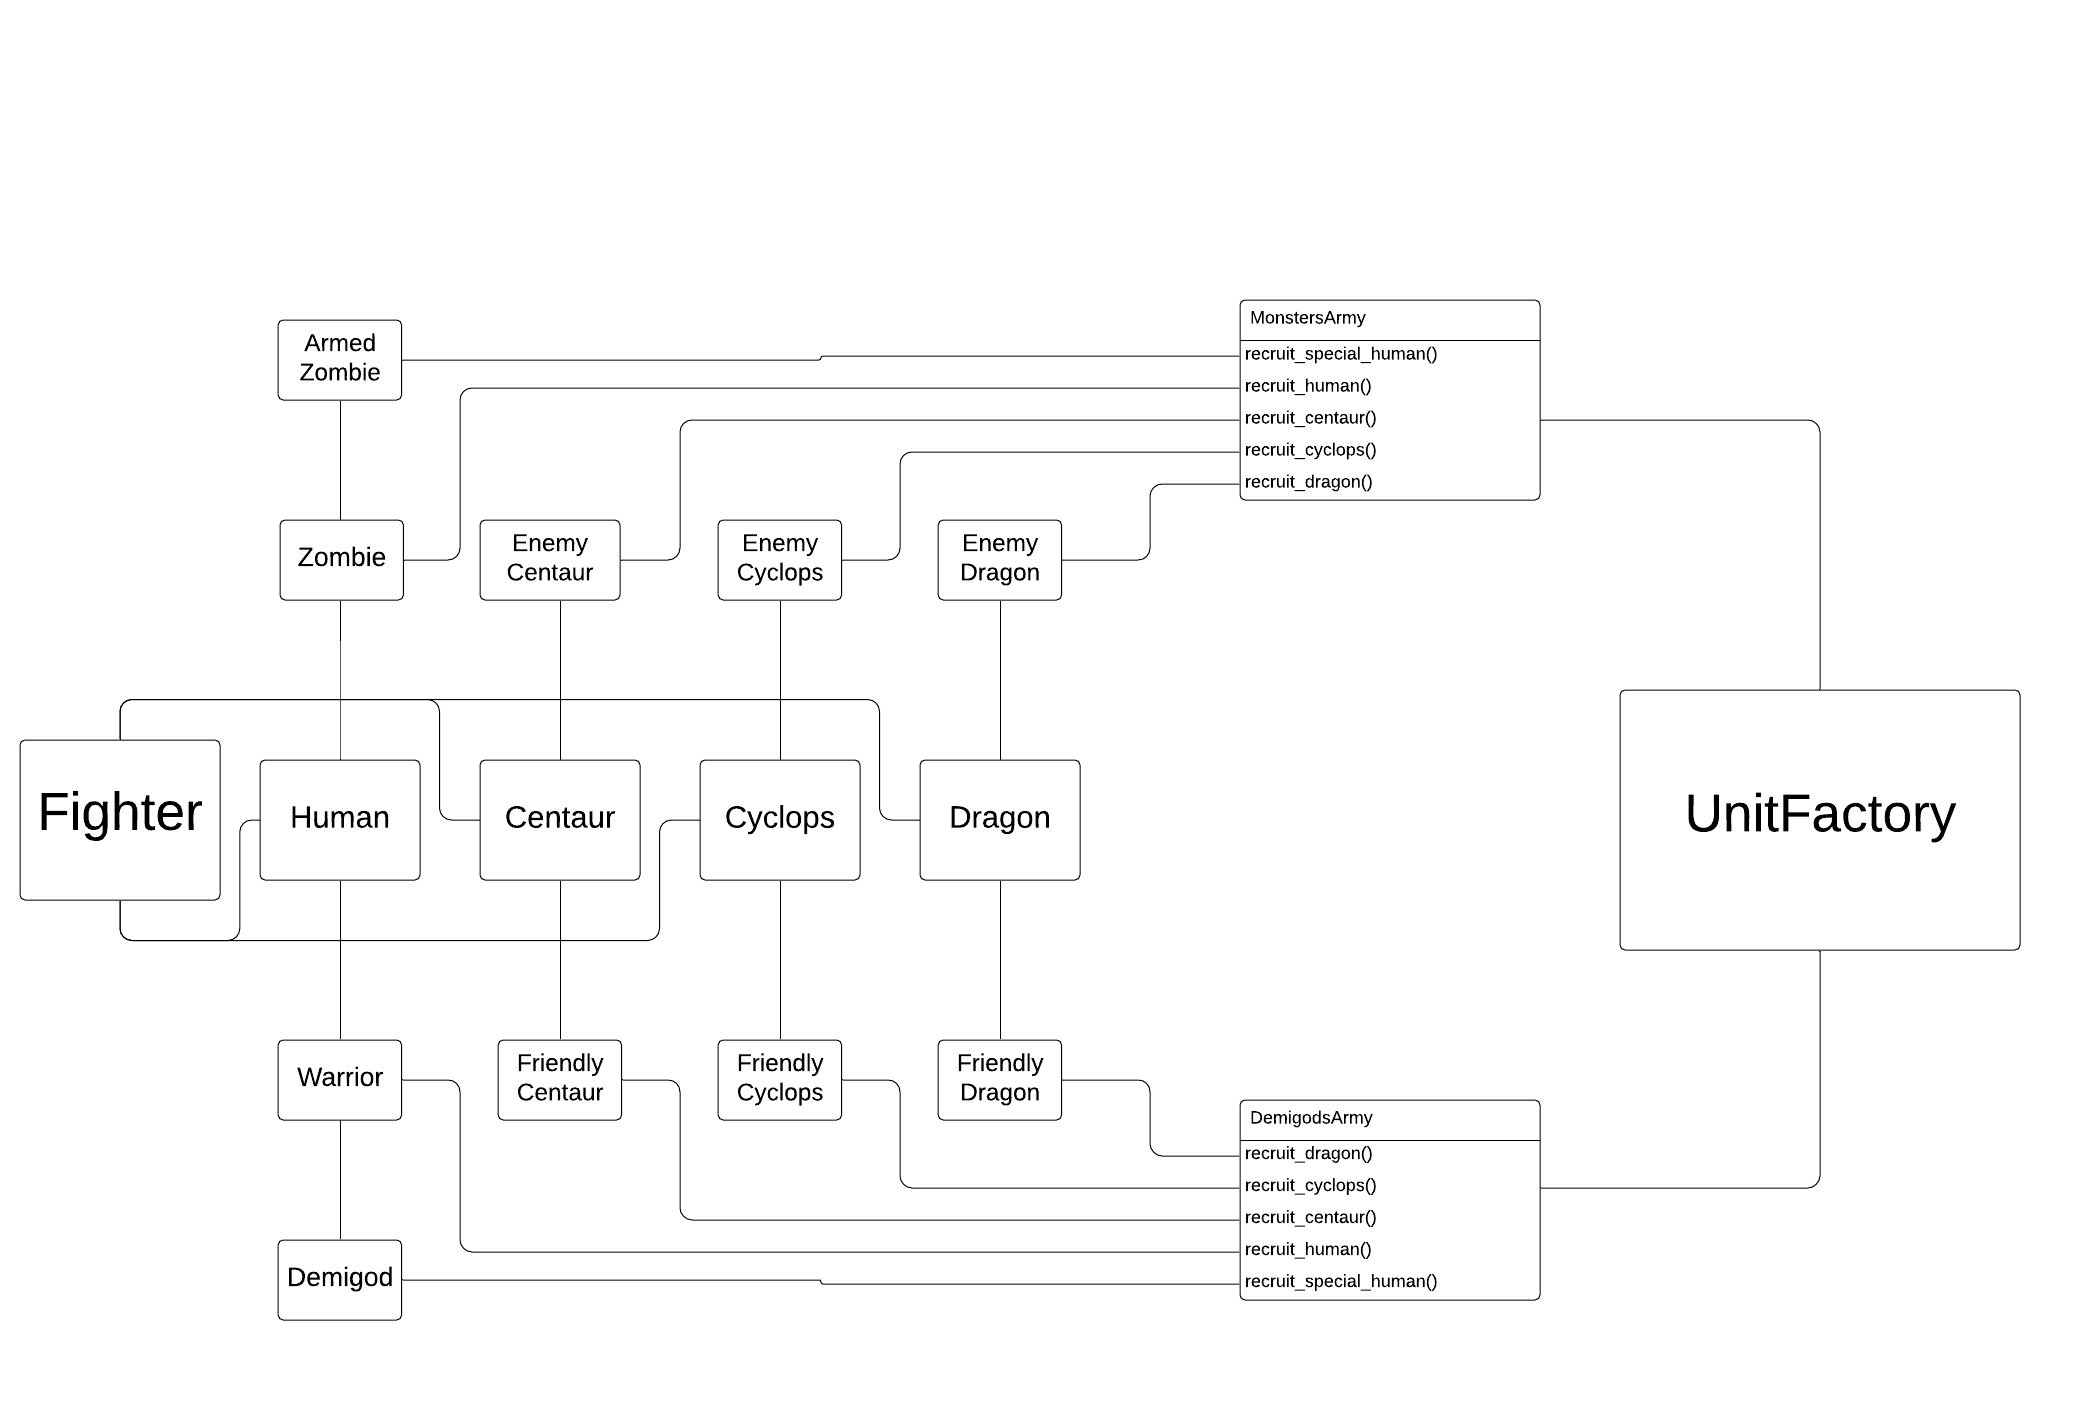 MonstersArmy
Armed
Zombie
recruit_special_human()
recruit_human()
recruit_centaur()
recruit_cyclops()
recruit_dragon()
Zombie
Enemy
Centaur
Enemy
Cyclops
Enemy
Dragon
Fighter
Human
Centaur
Cyclops
Dragon
UnitFactory
Warrior
Friendly
Centaur
Friendly
Cyclops
Friendly
Dragon
DemigodsArmy
recruit_dragon()
recruit_cyclops()
recruit_centaur()
recruit_human()
recruit_special_human()
Demigod